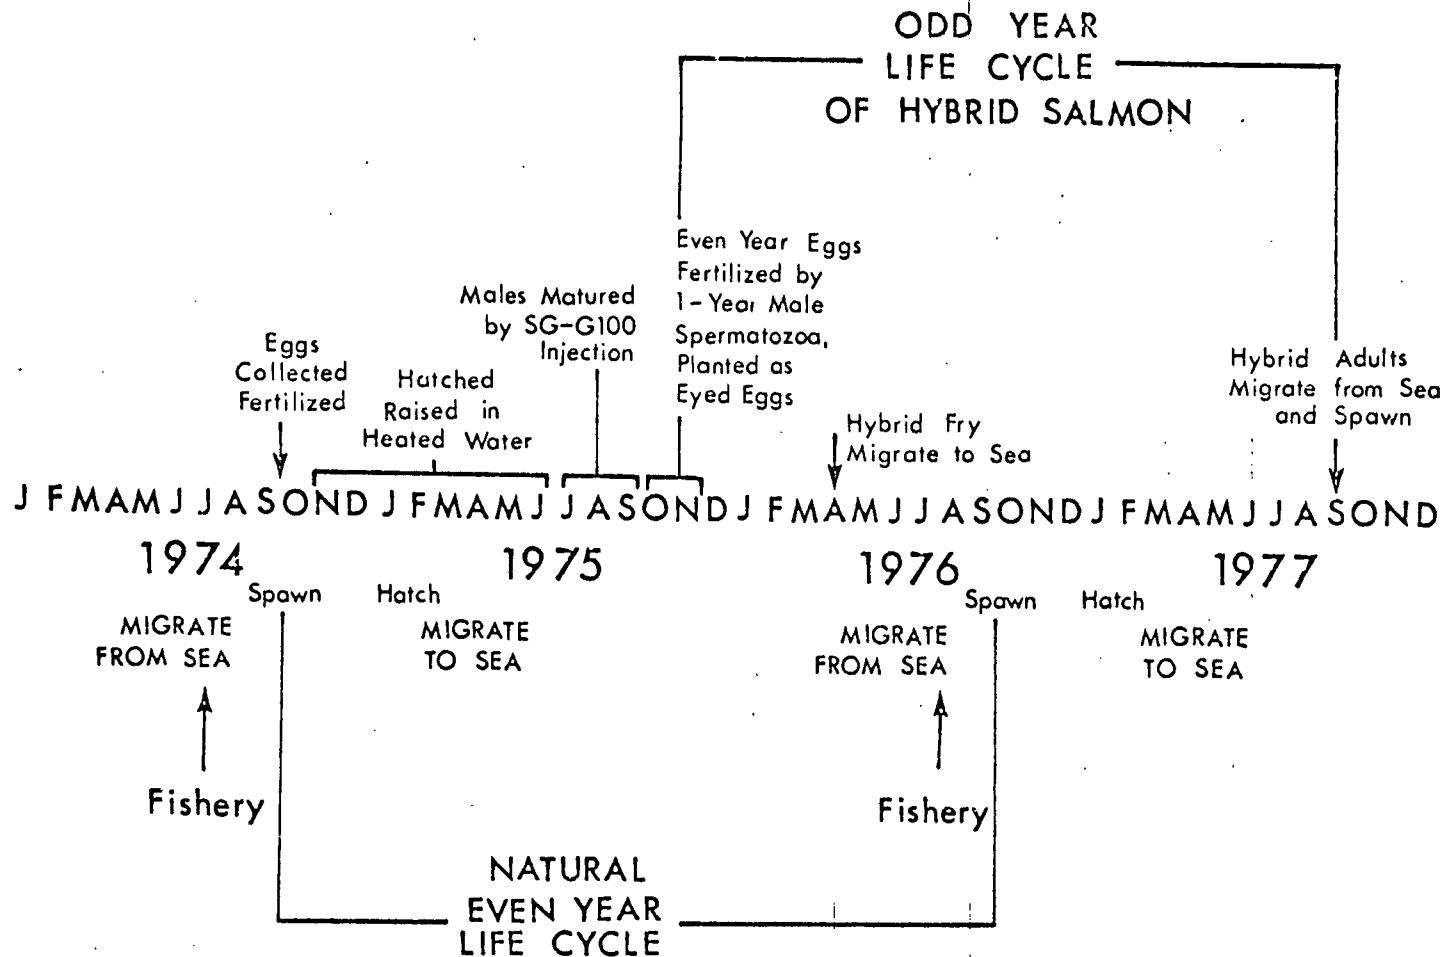 ODD YEAR
LIFE CYCLE
OF HYBRID SALMON
Even Year Eggs
Fertilized by
1-Year Male
Spermatozoa,
Planted as
Eyed Eggs
Males Matured
by SG-G100
Injection
Eggs
Collected
Fertilized
Hatched
Raised in
Heated Water
Hybrid Fry
Migrate to Sea
Hybrid Adults
Migrate from Sea
and Spawn
J F M A M J J A S O N D J F M A M J J A S O N D J F M A M J J A S O N D J F M A M J J A S O N D
1974 1975 1976 1977
Spawn Hatch Spawn Hatch
MIGRATE
FROM SEA
MIGRATE
TO SEA
MIGRATE
FROM SEA
MIGRATE
TO SEA
Fishery Fishery
NATURAL
EVEN YEAR
LIFE CYCLE